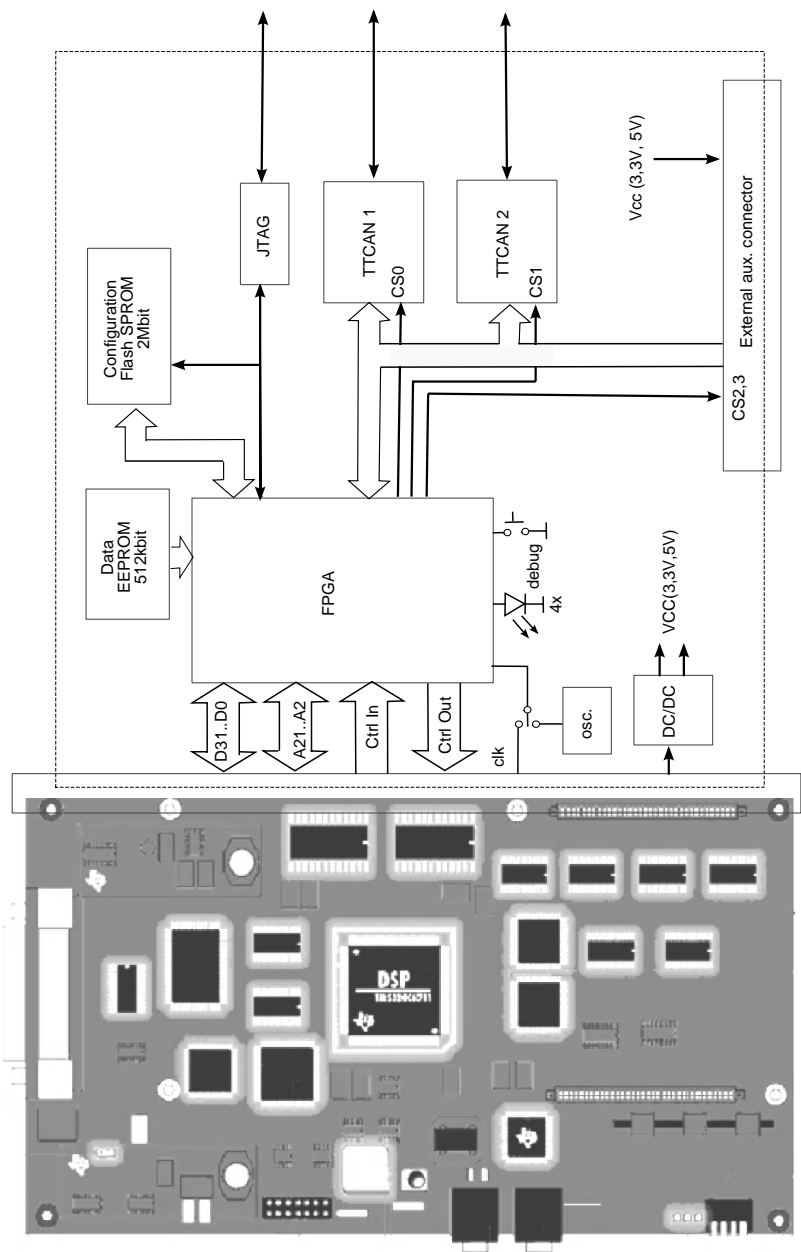 JTAG
Configuration
Flash SPROM
2Mbit
TTCAN 1
CS0
TTCAN 2
CS1
Vcc (3,3V, 5V)
External aux. connector
CS2,3
Data
EEPROM
512kbit
FPGA
debug
4x
D31..D0
A21..A2
Ctrl In
Ctrl Out
clk
osc.
DC/DC
VCC(3,3V,5V)
DSP
TMS320C6711